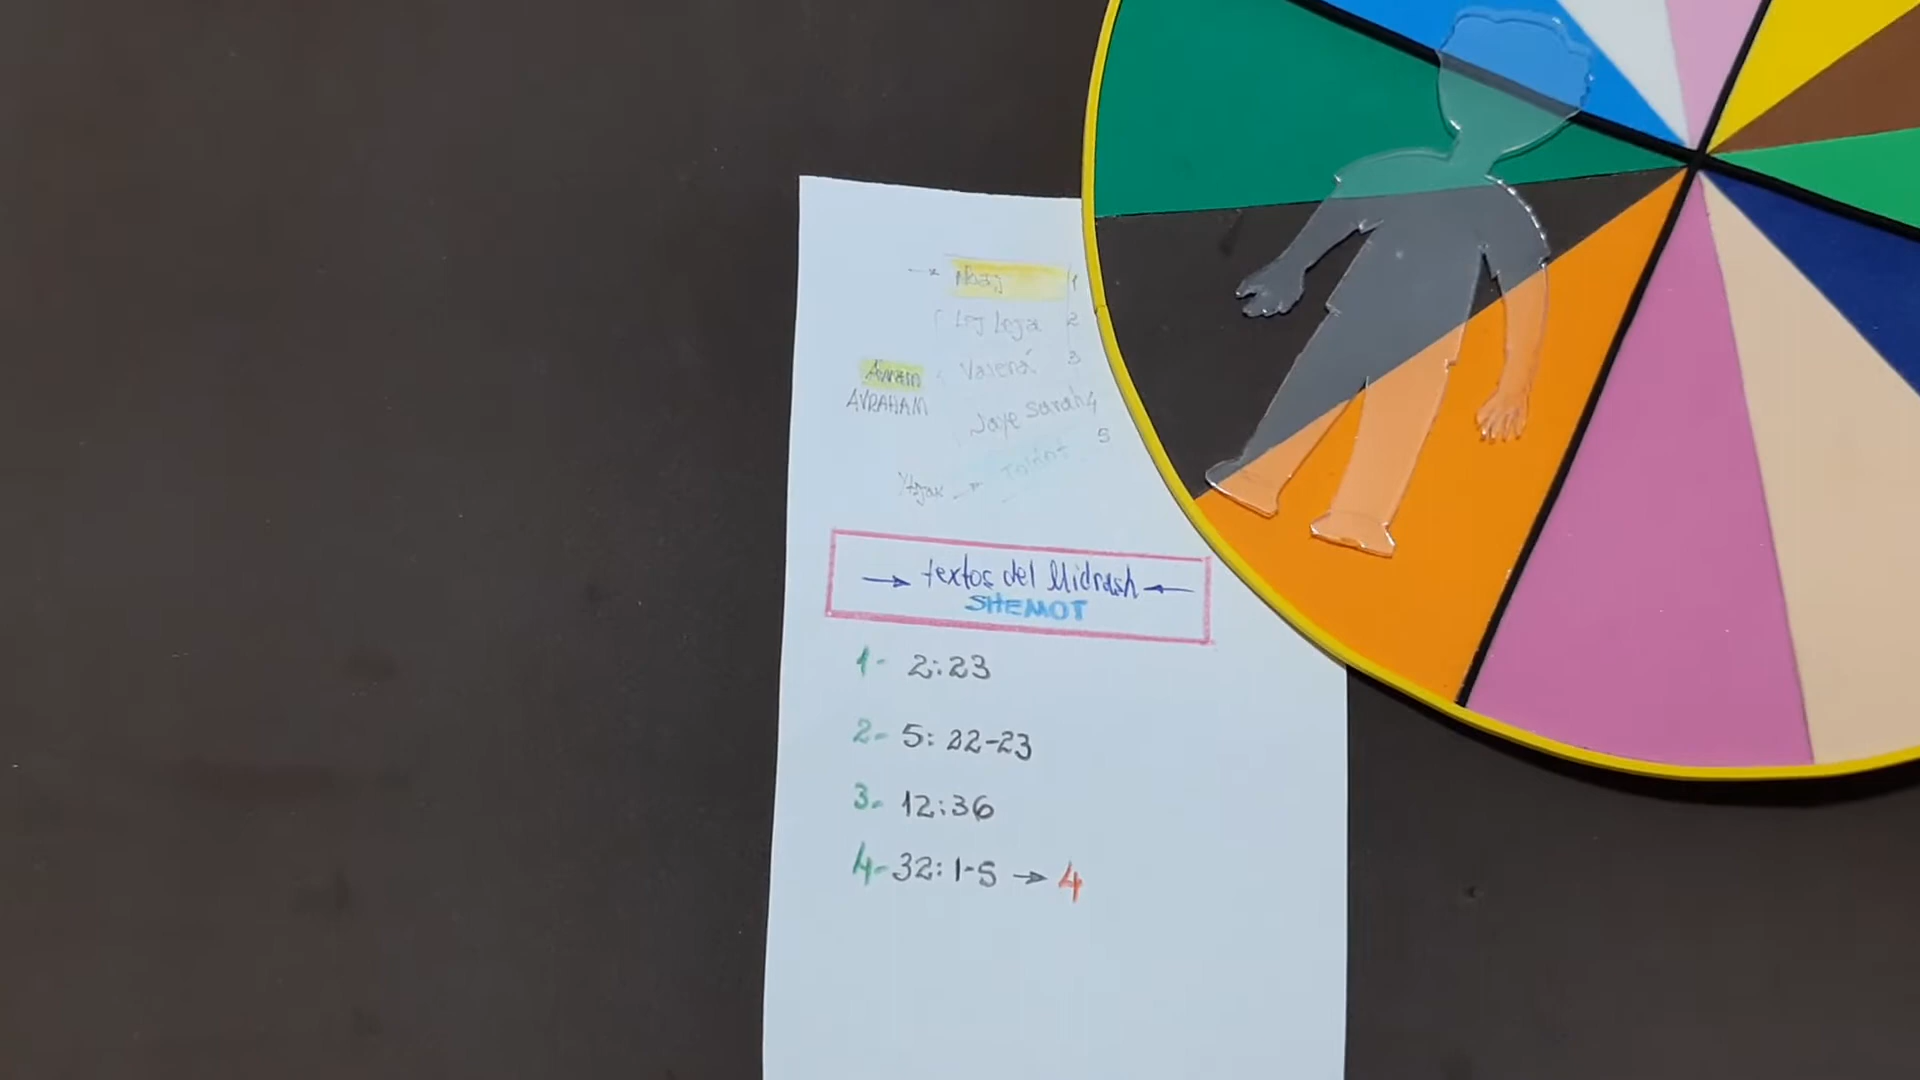 Noaj 1
Lej Leja 2
Vaierá 3
Avram
AVRAHAM
Jaye Sarah 4
Toldot 5
Ytzjak →
→ textos del Midrash ←
SHEMOT
1- 2:23
2- 5: 22-23
3- 12:36
4- 32: 1-5 → 4